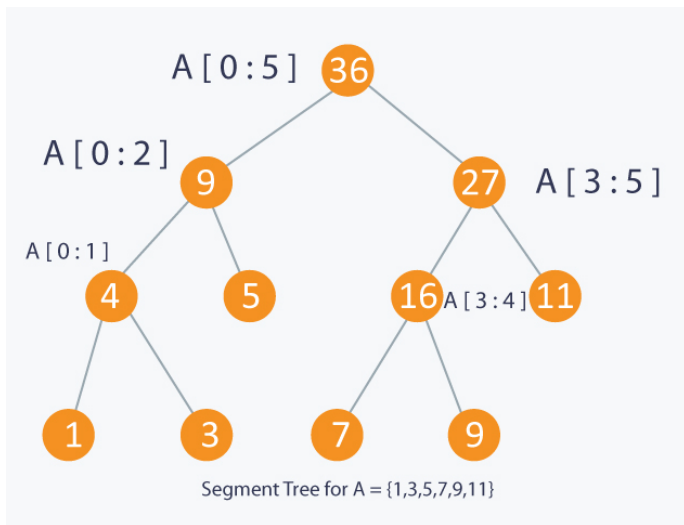 A [ 0 : 5 ] 36
A [ 0 : 2 ] 9 27 A [ 3 : 5 ]
A [ 0 : 1 ]
4 5 16 A [ 3 : 4 ] 11
1 3 7 9
Segment Tree for A = {1,3,5,7,9,11}